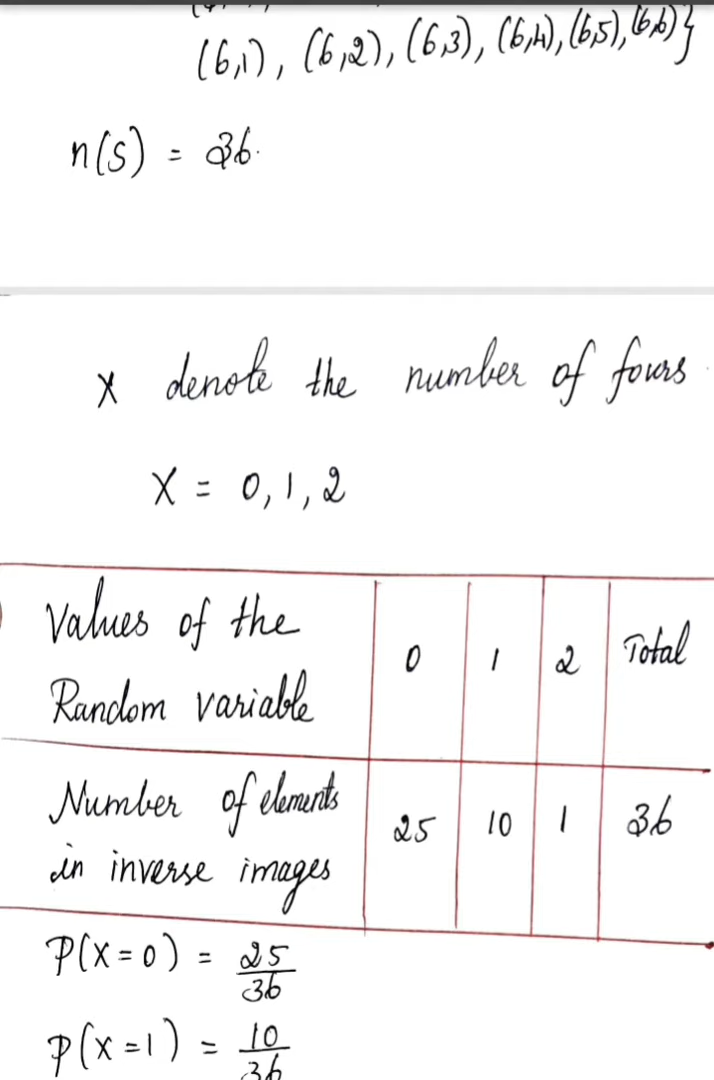 (6,1), (6,2), (6,3), (6,4), (6,5), (6,6)}
n(S) = 36.
X denote the number of fours.
X = 0, 1, 2
Values of the Random variable 0 1 2 Total
Number of elements in inverse images 25 10 1 36
P(X=0) = 25/36
P(X=1) = 10/36